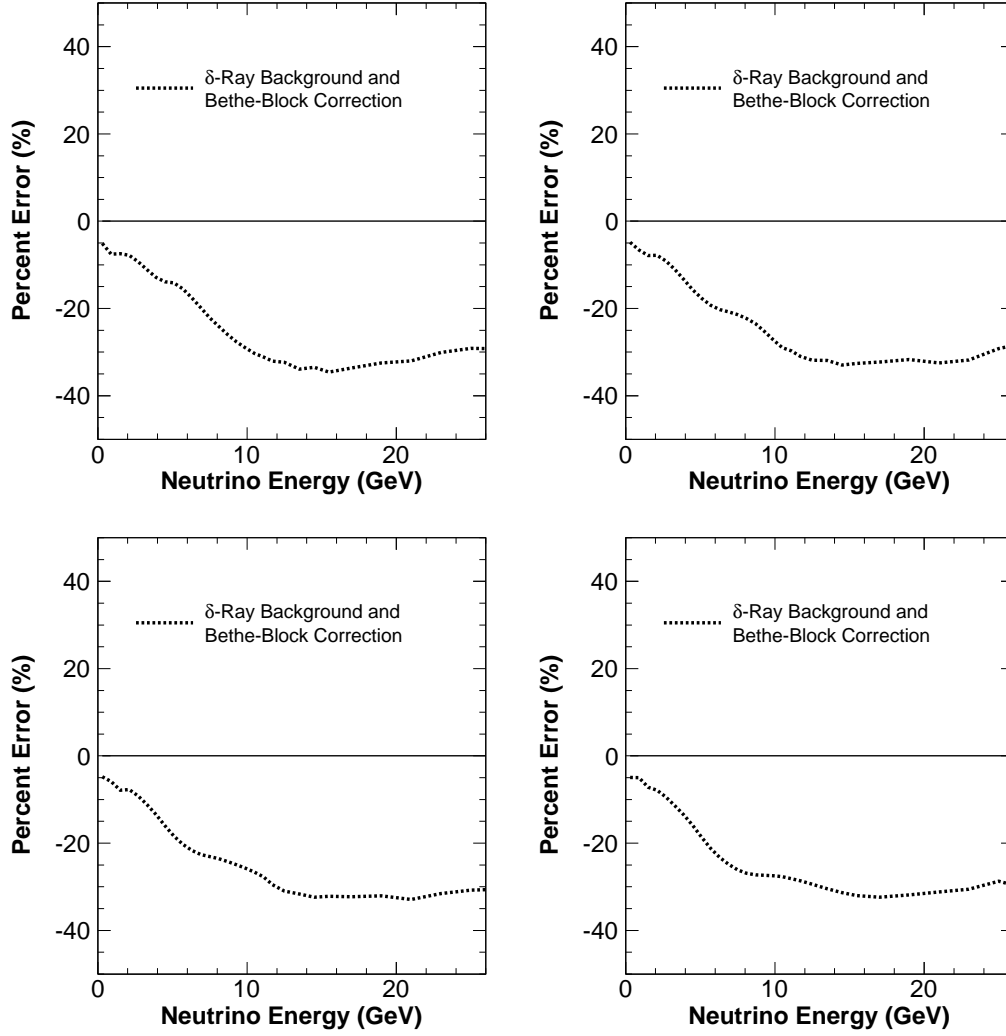 40
20
0
-20
-40
Percent Error (%)
δ-Ray Background and
Bethe-Block Correction
0 10 20
Neutrino Energy (GeV)
40
20
0
-20
-40
Percent Error (%)
δ-Ray Background and
Bethe-Block Correction
0 10 20
Neutrino Energy (GeV)
40
20
0
-20
-40
Percent Error (%)
δ-Ray Background and
Bethe-Block Correction
0 10 20
Neutrino Energy (GeV)
40
20
0
-20
-40
Percent Error (%)
δ-Ray Background and
Bethe-Block Correction
0 10 20
Neutrino Energy (GeV)